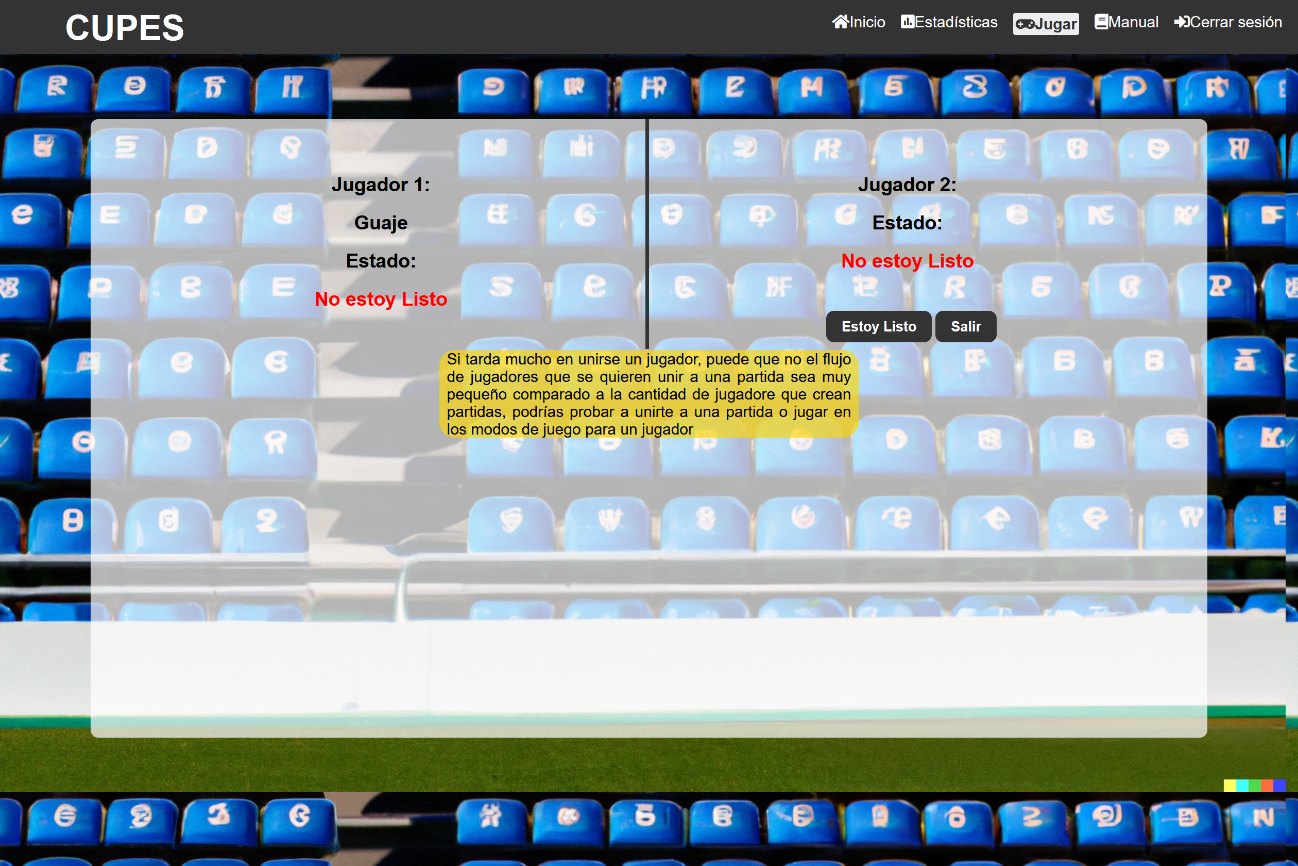 CUPES
Inicio
Estadísticas
Jugar
Manual
Cerrar sesión
Jugador 1:
Guaje
Estado:
No estoy Listo
Jugador 2:
Estado:
No estoy Listo
Estoy Listo
Salir
Si tarda mucho en unirse un jugador, puede que no el flujo
de jugadores que se quieren unir a una partida sea muy
pequeño comparado a la cantidad de jugadore que crean
partidas, podrías probar a unirte a una partida o jugar en
los modos de juego para un jugador